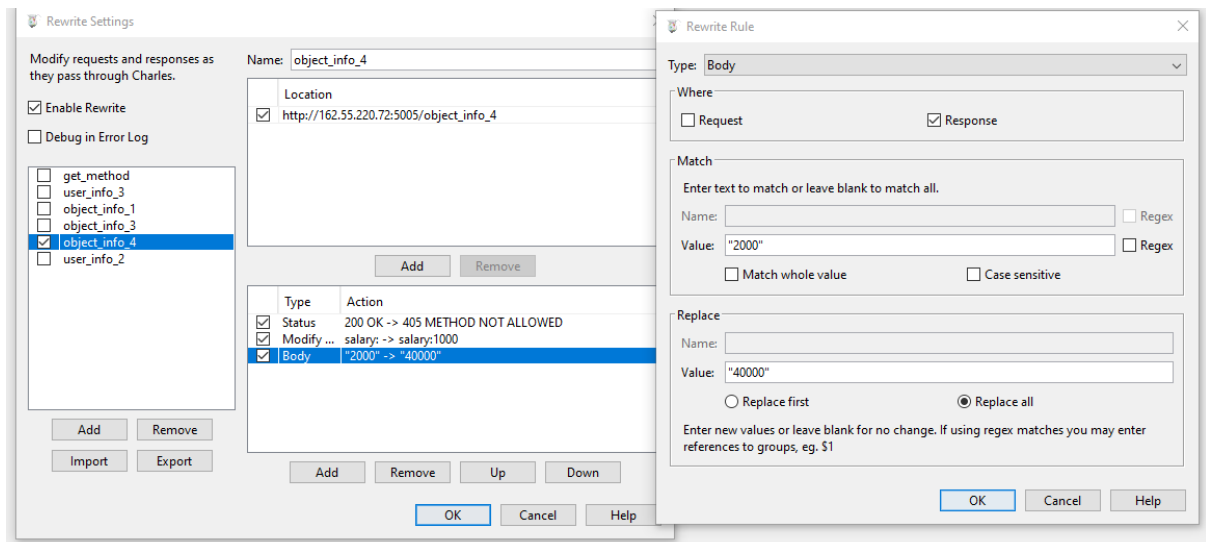 Rewrite Settings
Modify requests and responses as
they pass through Charles.
Enable Rewrite
Debug in Error Log
get_method
user_info_3
object_info_1
object_info_3
object_info_4
user_info_2
Add Remove
Import Export
Name: object_info_4
Location
http://162.55.220.72:5005/object_info_4
Add Remove
Type Action
Status 200 OK -> 405 METHOD NOT ALLOWED
Modify ... salary: -> salary:1000
Body "2000" -> "40000"
Add Remove Up Down
OK Cancel Help
Rewrite Rule
Type: Body
Where
Request Response
Match
Enter text to match or leave blank to match all.
Name: Regex
Value: "2000" Regex
Match whole value Case sensitive
Replace
Name:
Value: "40000"
Replace first Replace all
Enter new values or leave blank for no change. If using regex matches you may enter
references to groups, eg. $1
OK Cancel Help